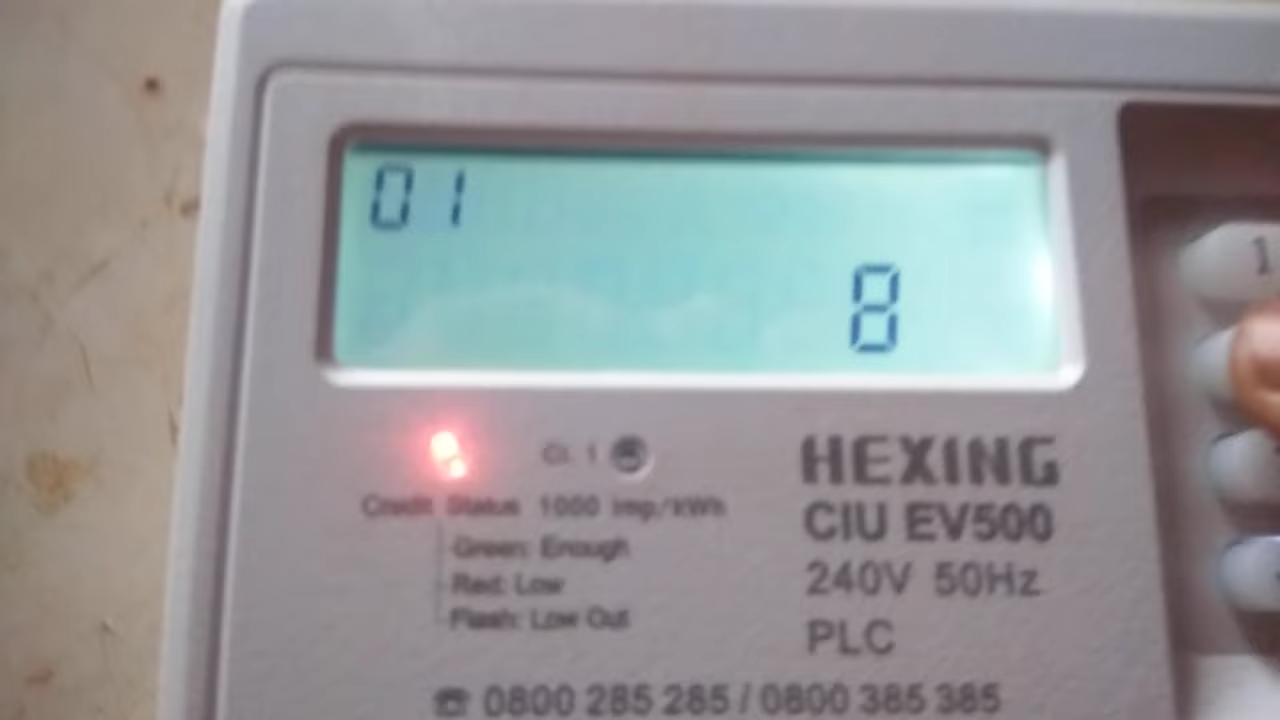 01
8
Cl. 1
HEXING
Credit Status 1000 imp/kWh
CIU EV500
Green: Enough
240V 50Hz
Red: Low
Flash: Low Out
PLC
☎ 0800 285 285 / 0800 385 385
1